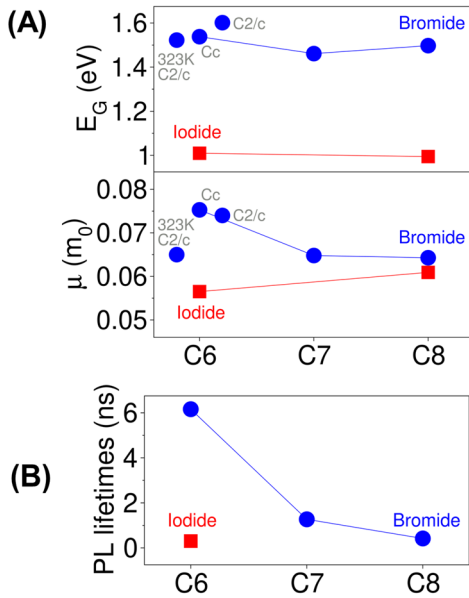 (A)
E_G (eV)
1.6
1.4
1.2
1
C2/c
Cc
323K
C2/c
Bromide
Iodide
μ (m_0)
0.08
0.07
0.06
0.05
Cc
C2/c
323K
C2/c
Bromide
Iodide
C6 C7 C8
(B)
PL lifetimes (ns)
6
4
2
0
Iodide
Bromide
C6 C7 C8